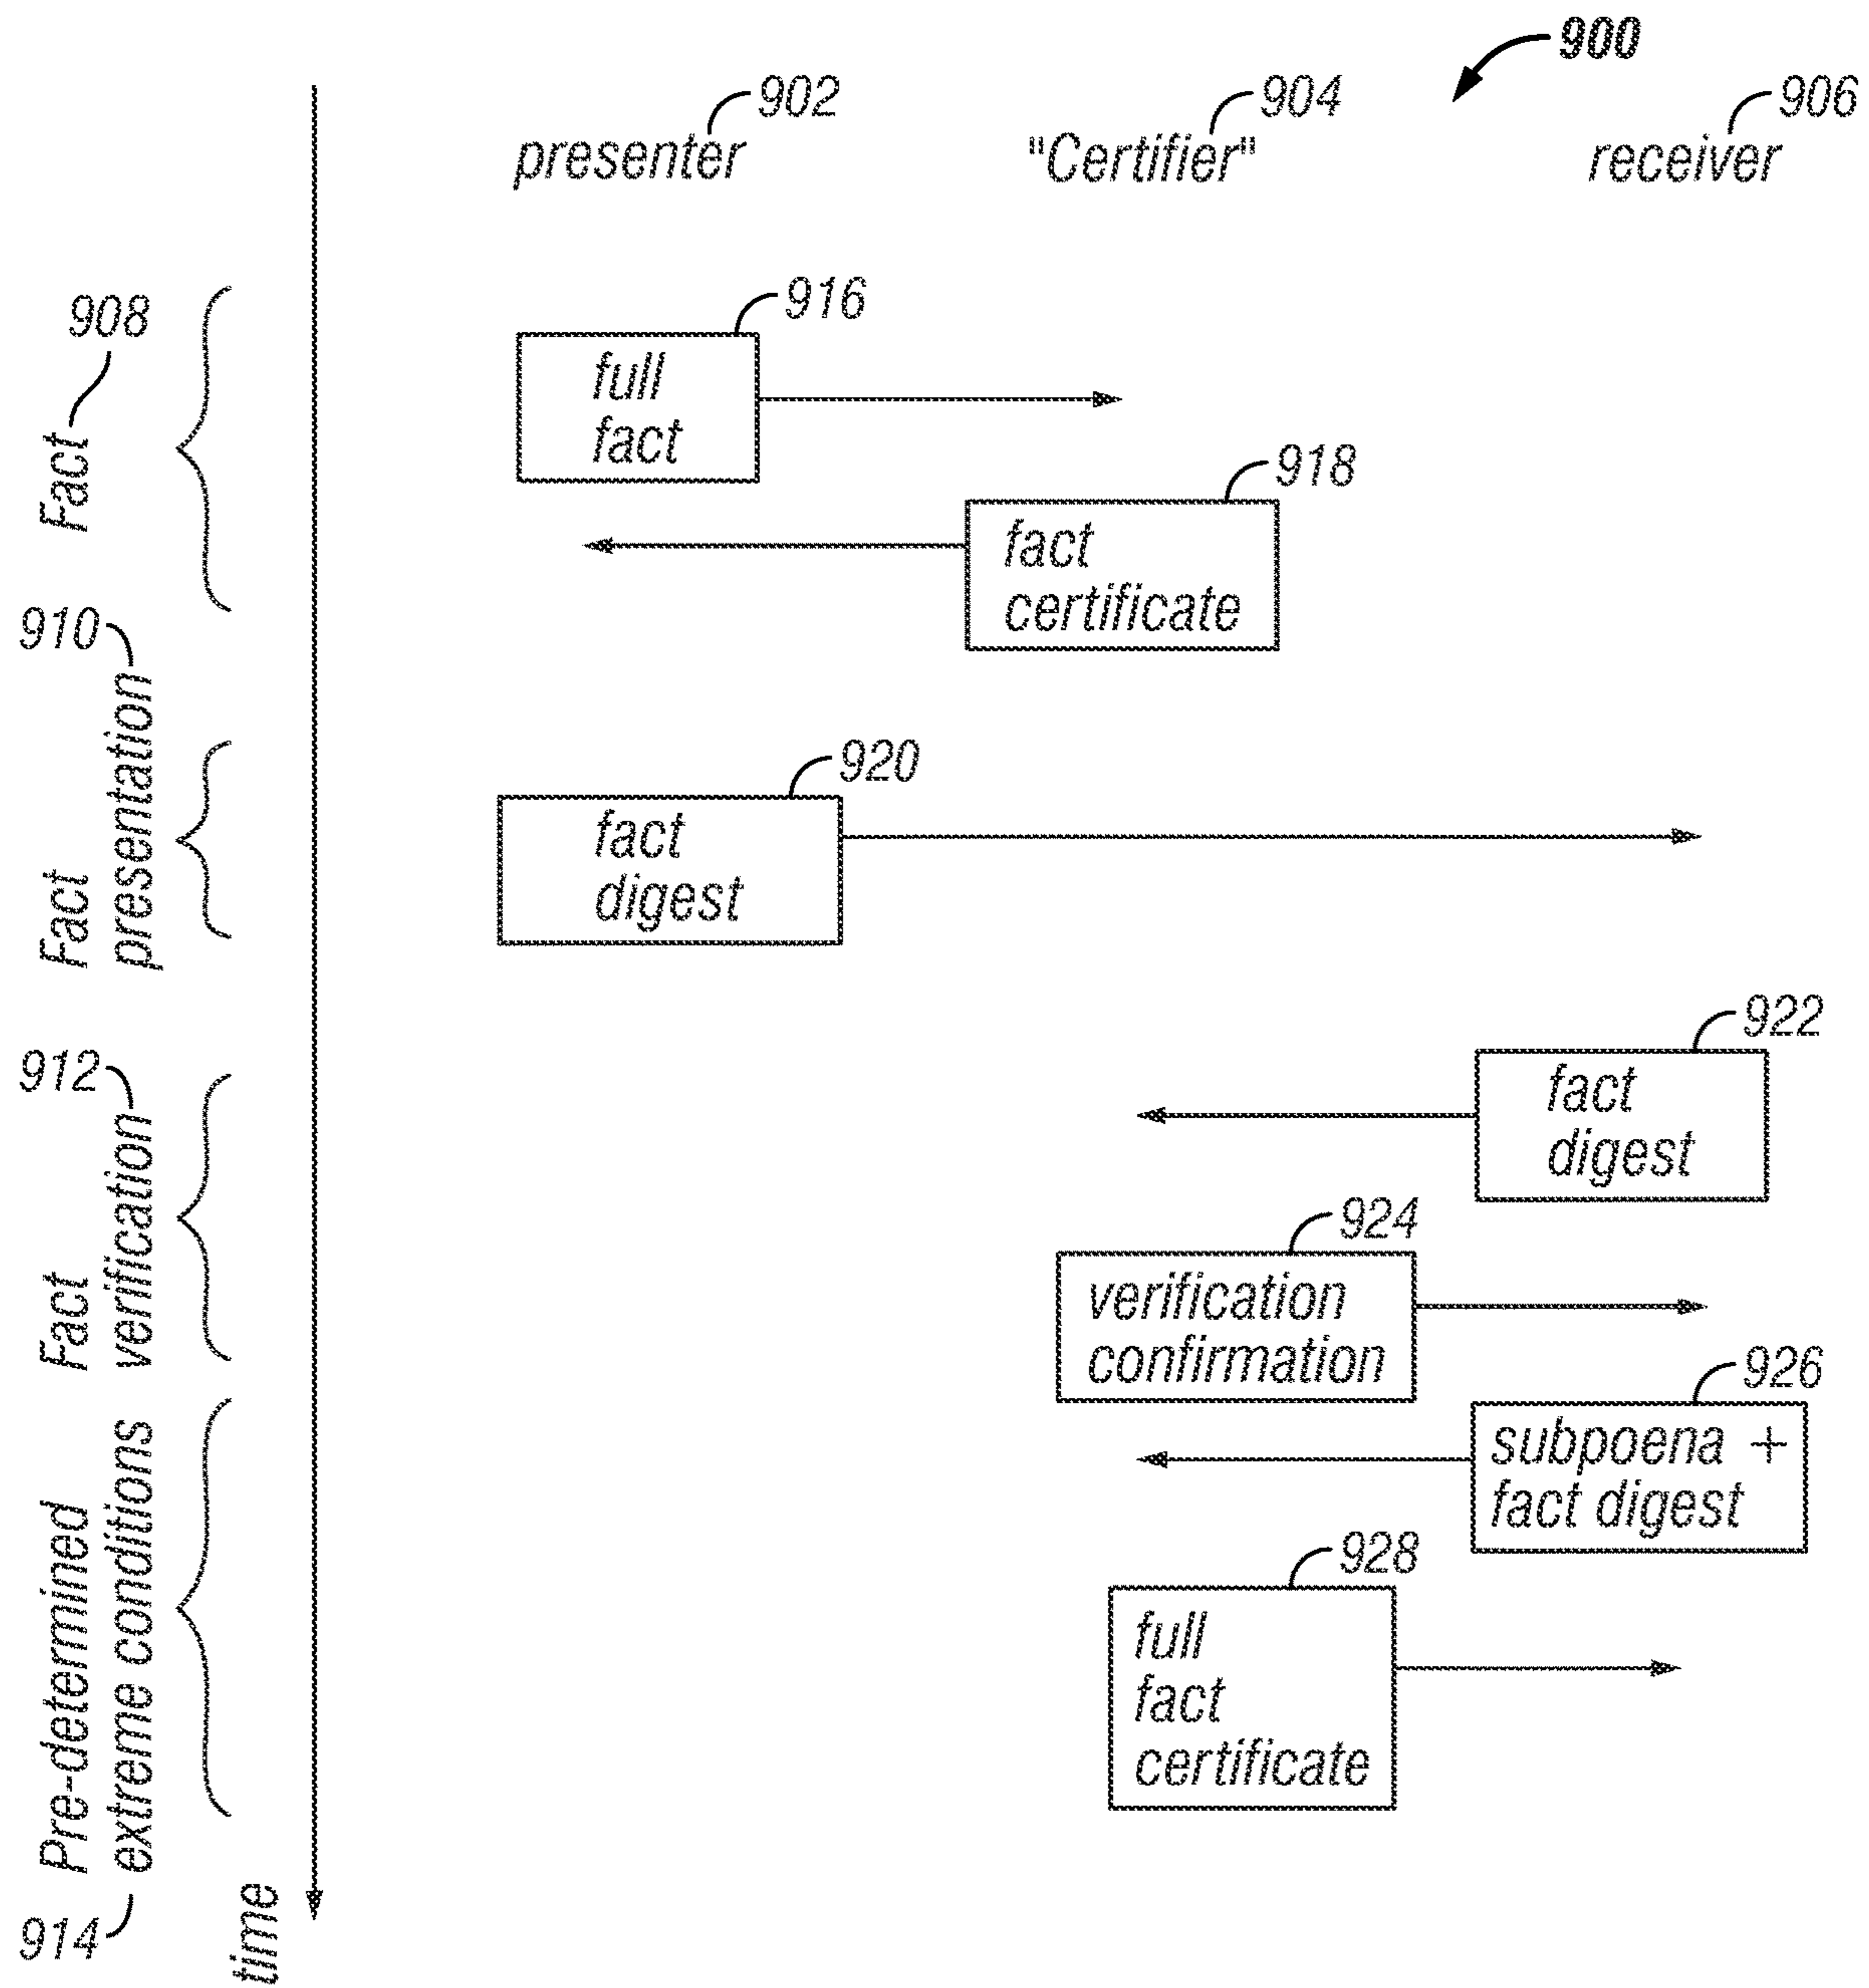 900
902
904
906
presenter
"Certifier"
receiver
908
Fact
916
full
fact
918
fact
certificate
910
Fact
presentation
920
fact
digest
912
Fact
verification
922
fact
digest
924
verification
confirmation
914
Pre-determined
extreme conditions
926
subpoena +
fact digest
928
full
fact
certificate
time